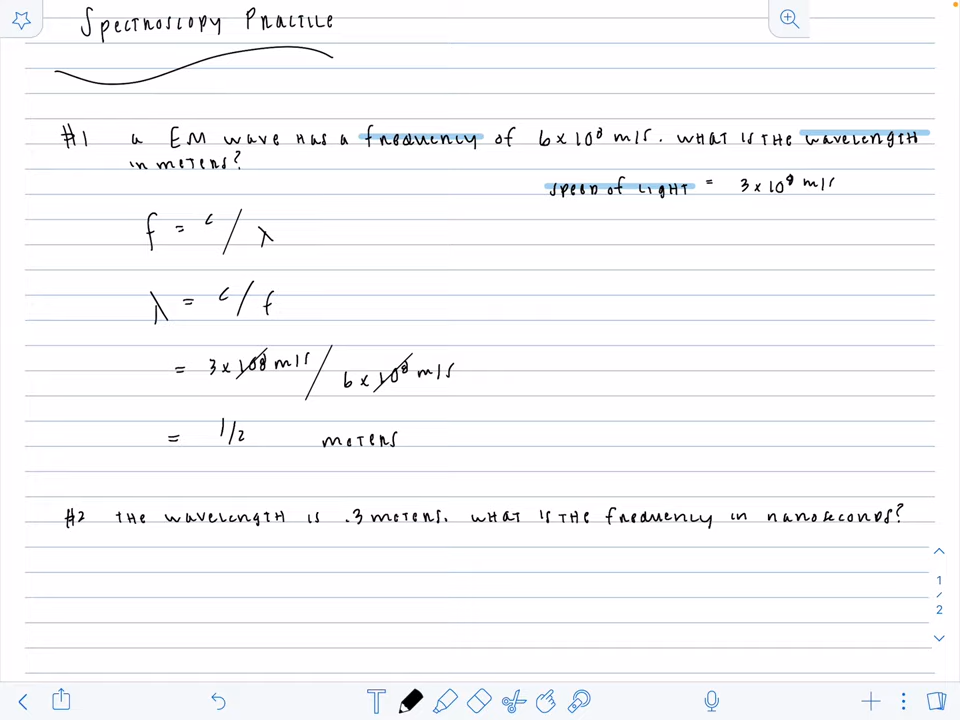 Spectroscopy Practice
#1 a EM wave has a frequency of 6 x 10⁸ m/s. What is the wavelength
in meters?
speed of light = 3 x 10⁸ m/s
f = c / λ
λ = c / f
= 3 x 10⁸ m/s / 6 x 10⁸ m/s
= 1/2 meters
#2 the wavelength is .3 meters. What is the frequency in nanoseconds?
1
/
2
T